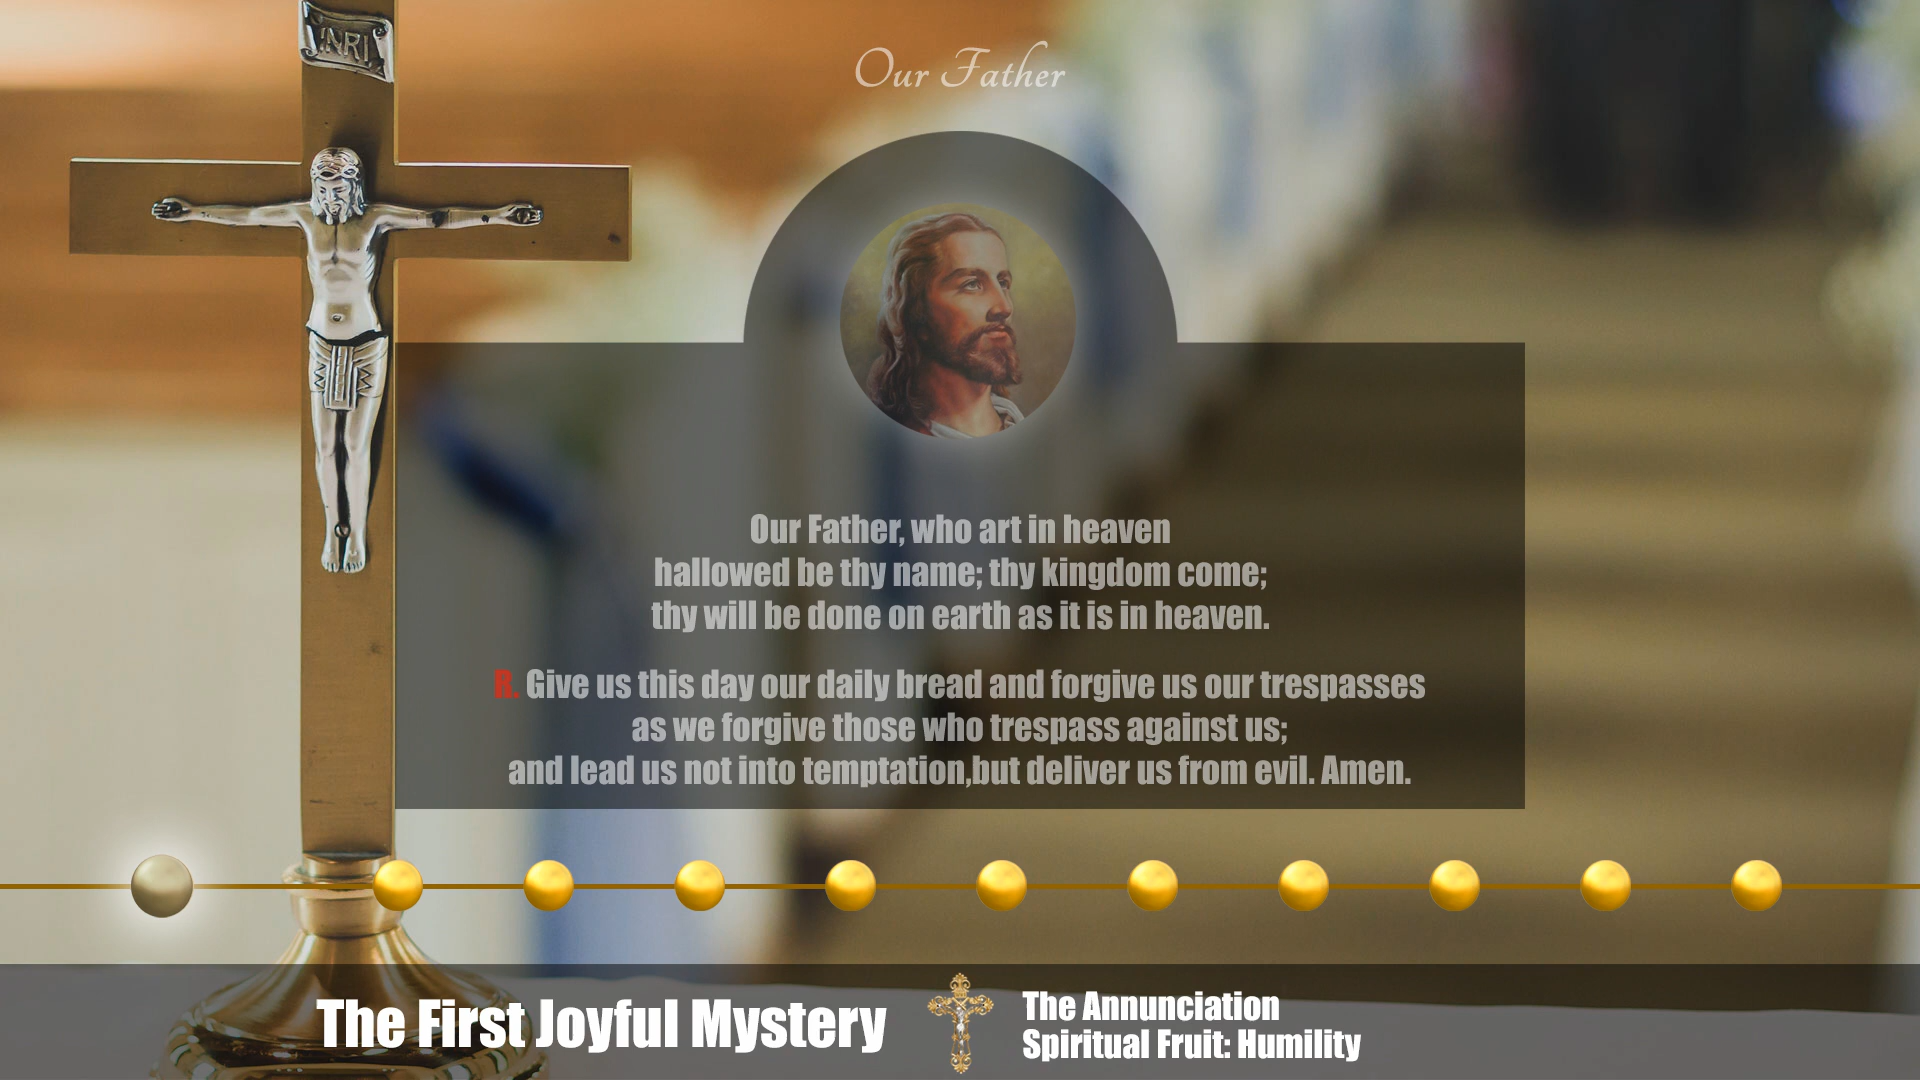 INRI
Our Father
Our Father, who art in heaven
hallowed be thy name; thy kingdom come;
thy will be done on earth as it is in heaven.
R. Give us this day our daily bread and forgive us our trespasses
as we forgive those who trespass against us;
and lead us not into temptation,but deliver us from evil. Amen.
The First Joyful Mystery
The Annunciation
Spiritual Fruit: Humility